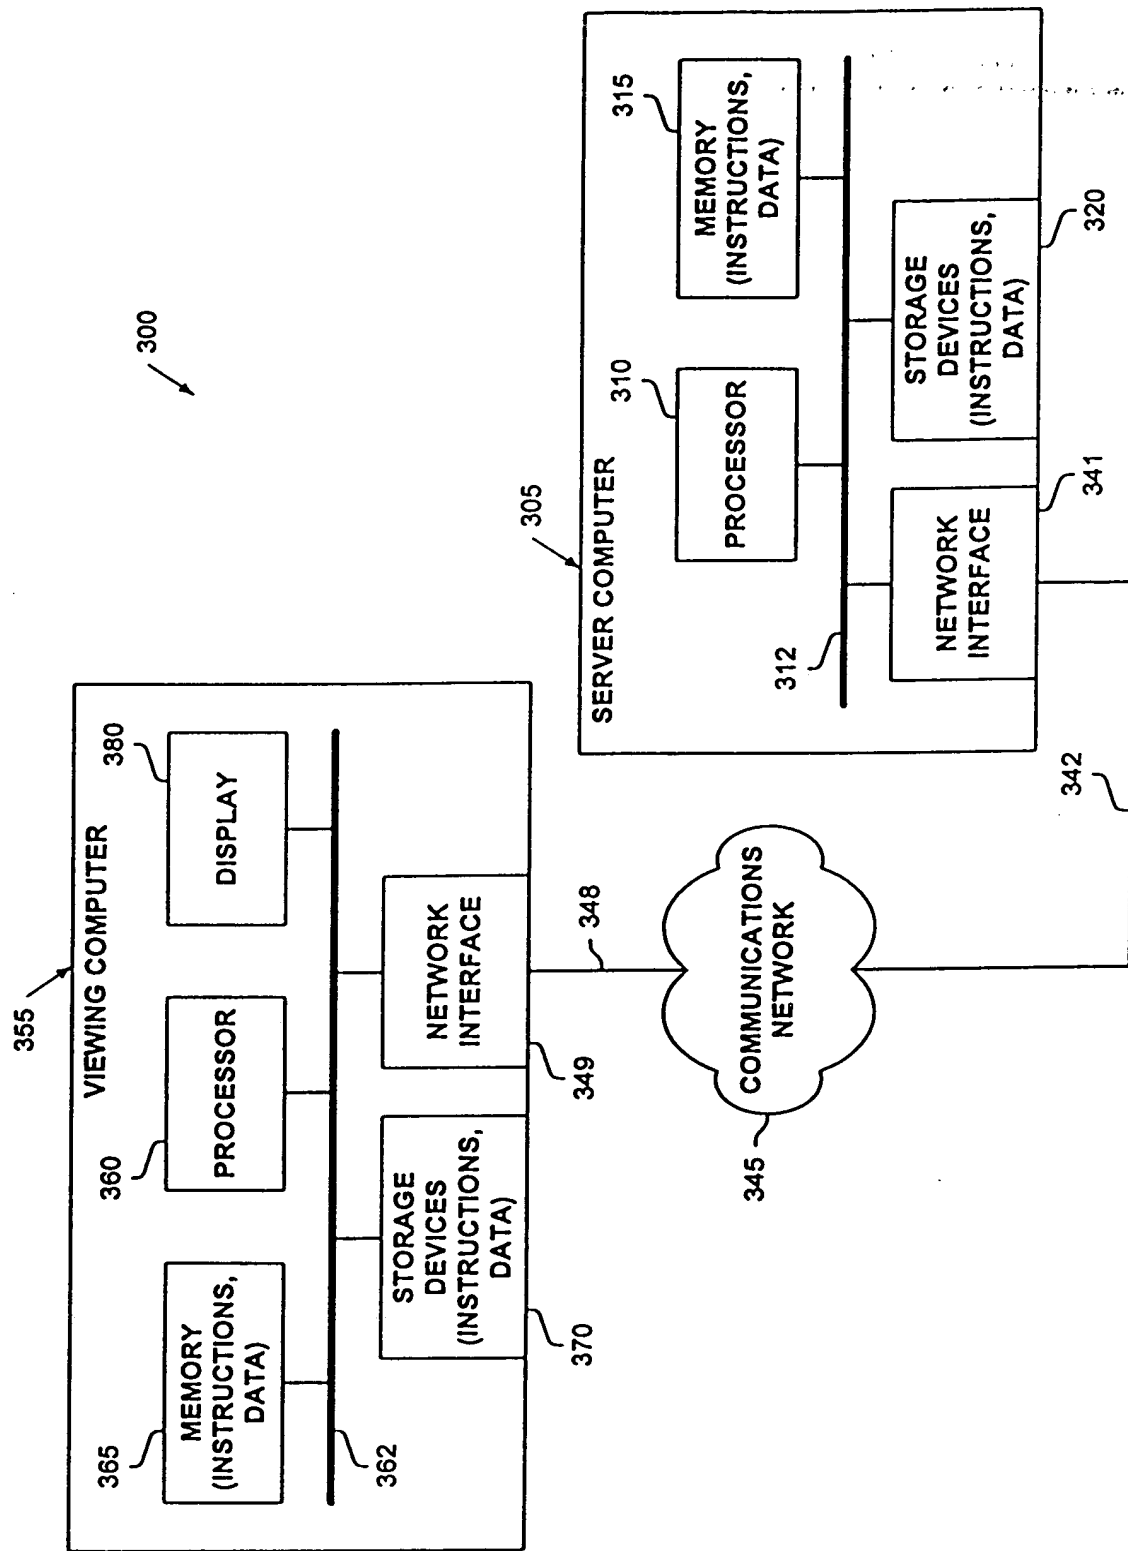 300
355
VIEWING COMPUTER
365
MEMORY
(INSTRUCTIONS,
DATA)
360
PROCESSOR
380
DISPLAY
362
STORAGE
DEVICES
(INSTRUCTIONS,
DATA)
370
NETWORK
INTERFACE
349
348
COMMUNICATIONS
NETWORK
345
342
305
SERVER COMPUTER
310
PROCESSOR
315
MEMORY
(INSTRUCTIONS,
DATA)
312
NETWORK
INTERFACE
341
STORAGE
DEVICES
(INSTRUCTIONS,
DATA)
320